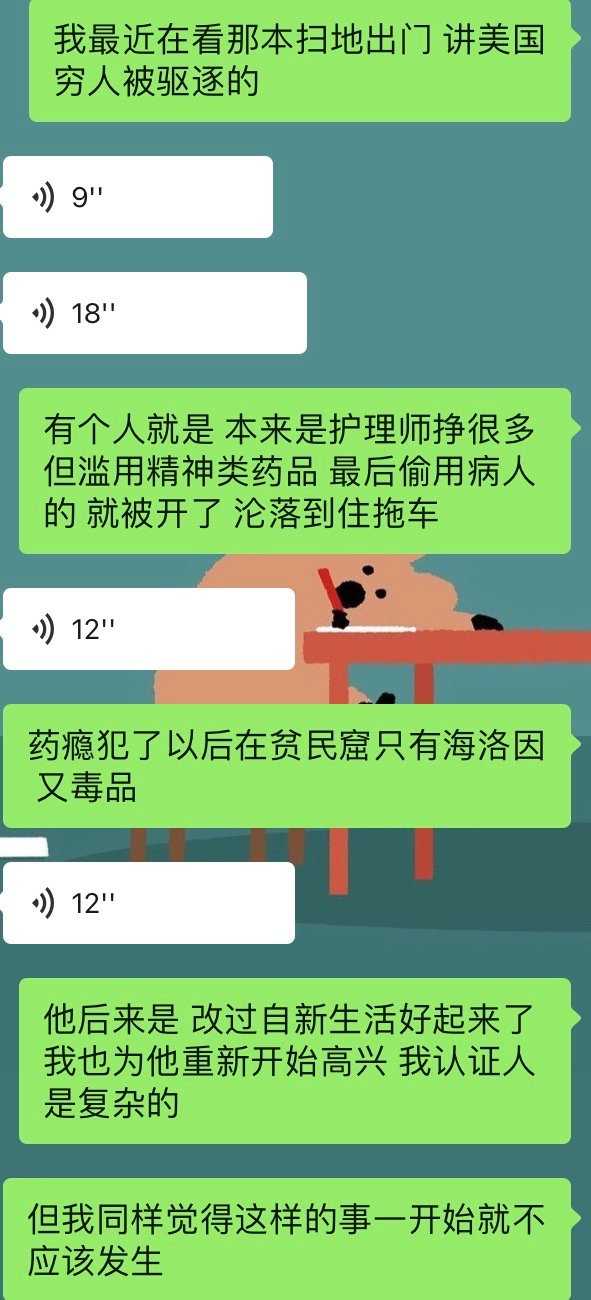 我最近在看那本扫地出门 讲美国
穷人被驱逐的
9''
18''
有个人就是 本来是护理师挣很多
但滥用精神类药品 最后偷用病人
的 就被开了 沦落到住拖车
12''
药瘾犯了以后在贫民窟只有海洛因
又毒品
12''
他后来是 改过自新生活好起来了
我也为他重新开始高兴 我认证人
是复杂的
但我同样觉得这样的事一开始就不
应该发生